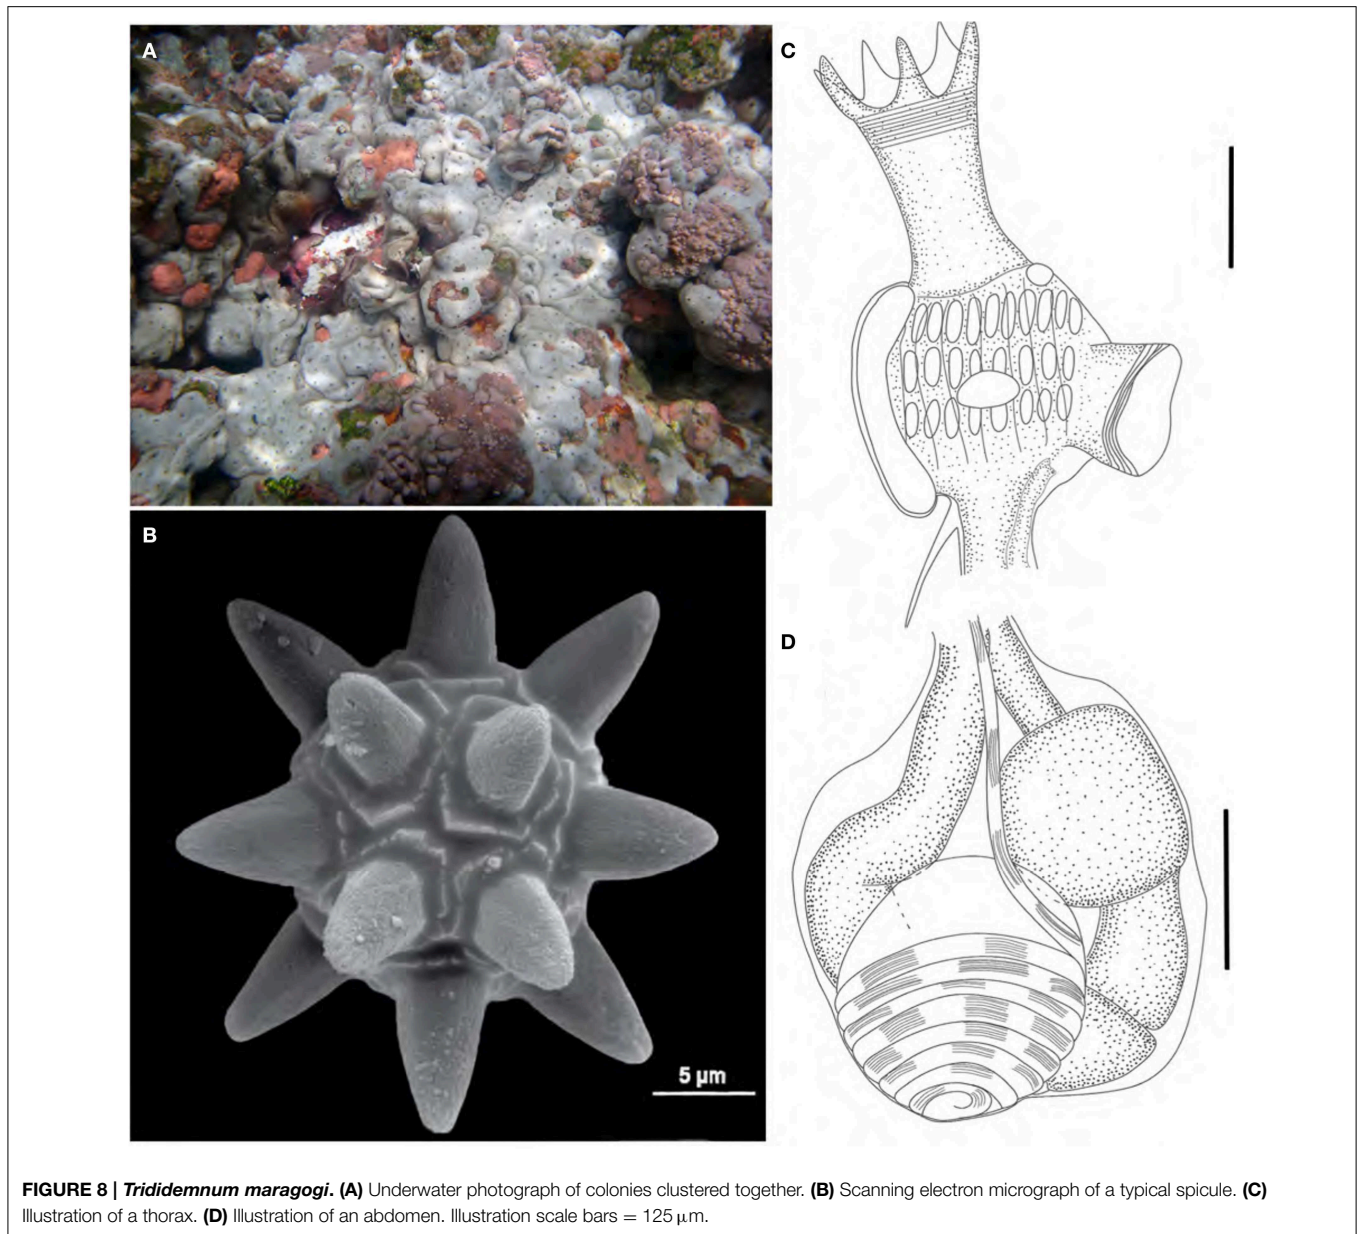 A
C
B
D
5 µm
FIGURE 8 | Trididemnum maragogi. (A) Underwater photograph of colonies clustered together. (B) Scanning electron micrograph of a typical spicule. (C)
Illustration of a thorax. (D) Illustration of an abdomen. Illustration scale bars = 125 µm.